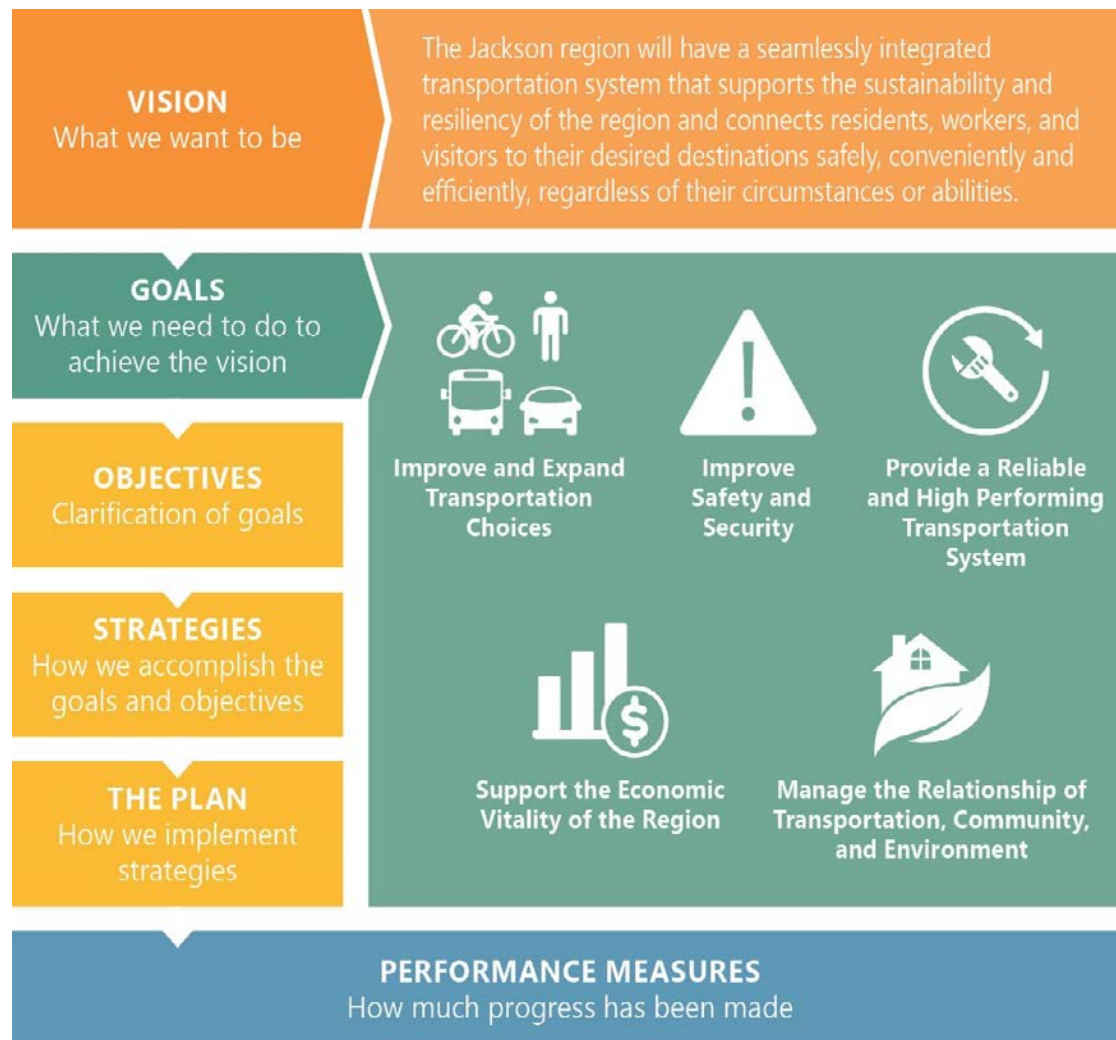 VISION
What we want to be
The Jackson region will have a seamlessly integrated
transportation system that supports the sustainability and
resiliency of the region and connects residents, workers, and
visitors to their desired destinations safely, conveniently and
efficiently, regardless of their circumstances or abilities.
GOALS
What we need to do to
achieve the vision
Improve and Expand
Transportation
Choices
Improve
Safety and
Security
Provide a Reliable
and High Performing
Transportation
System
$
Support the Economic
Vitality of the Region
Manage the Relationship of
Transportation, Community,
and Environment
OBJECTIVES
Clarification of goals
STRATEGIES
How we accomplish the
goals and objectives
THE PLAN
How we implement
strategies
PERFORMANCE MEASURES
How much progress has been made